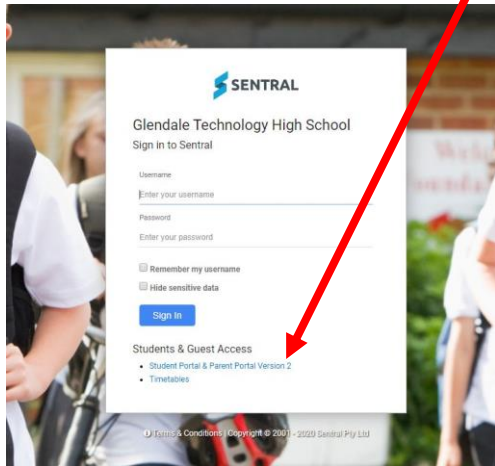 SENTRAL
Glendale Technology High School
Sign in to Sentral
Username
Enter your username
Password
Enter your password
Remember my username
Hide sensitive data
Sign In
Students & Guest Access
Student Portal & Parent Portal Version 2
Timetables
Terms & Conditions | Copyright © 2001 - 2020 Sentral Pty Ltd